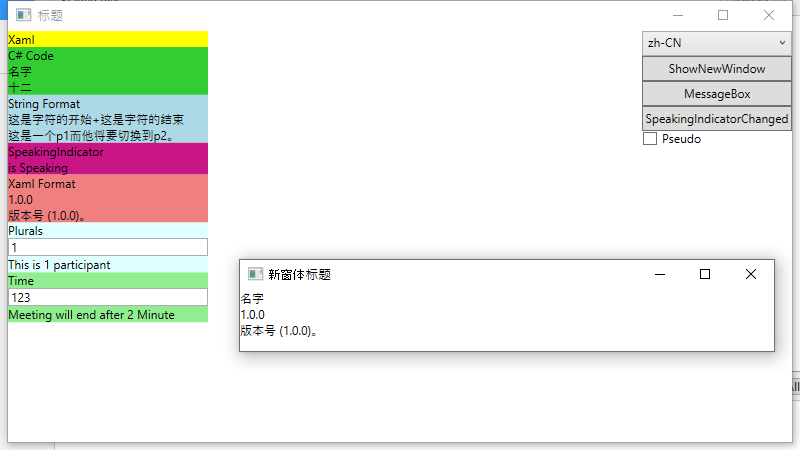 标题
Xaml
C# Code
名字
十二
String Format
这是字符的开始+这是字符的结束
这是一个p1而他将要切换到p2。
SpeakingIndicator
is Speaking
Xaml Format
1.0.0
版本号 (1.0.0)。
Plurals
1
This is 1 participant
Time
123
Meeting will end after 2 Minute
zh-CN
ShowNewWindow
MessageBox
SpeakingIndicatorChanged
Pseudo
新窗体标题
名字
1.0.0
版本号 (1.0.0)。